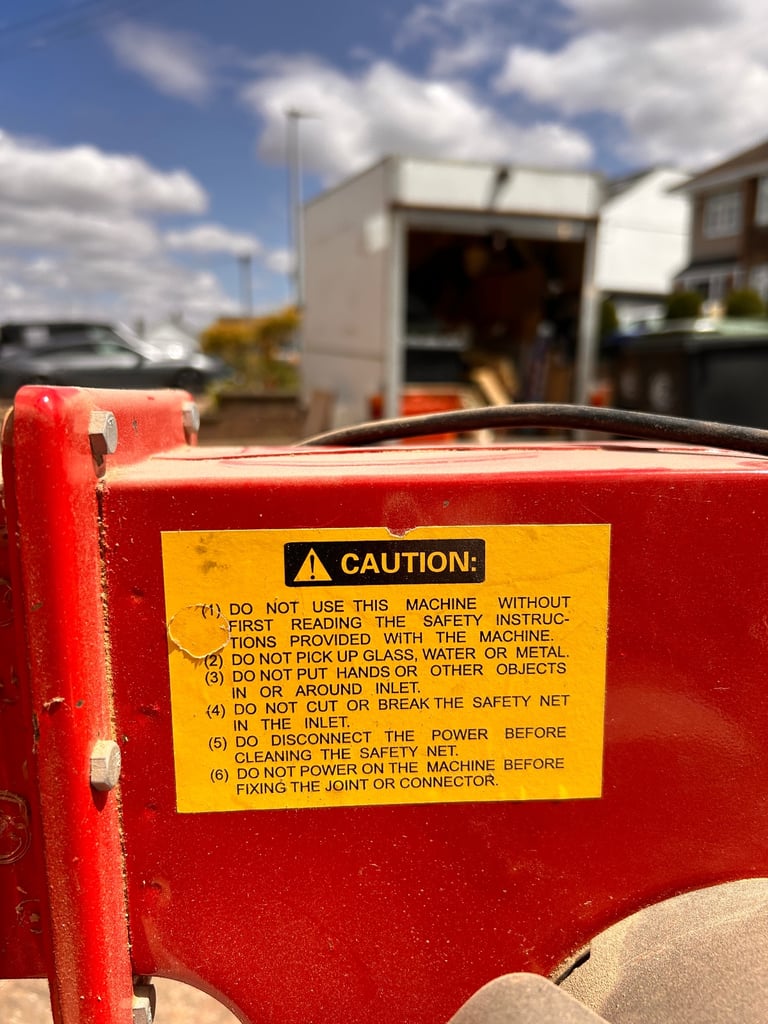 CAUTION:
(1) DO NOT USE THIS MACHINE WITHOUT
FIRST READING THE SAFETY INSTRUC-
TIONS PROVIDED WITH THE MACHINE.
(2) DO NOT PICK UP GLASS, WATER OR METAL.
(3) DO NOT PUT HANDS OR OTHER OBJECTS
IN OR AROUND INLET.
(4) DO NOT CUT OR BREAK THE SAFETY NET
IN THE INLET.
(5) DO DISCONNECT THE POWER BEFORE
CLEANING THE SAFETY NET.
(6) DO NOT POWER ON THE MACHINE BEFORE
FIXING THE JOINT OR CONNECTOR.